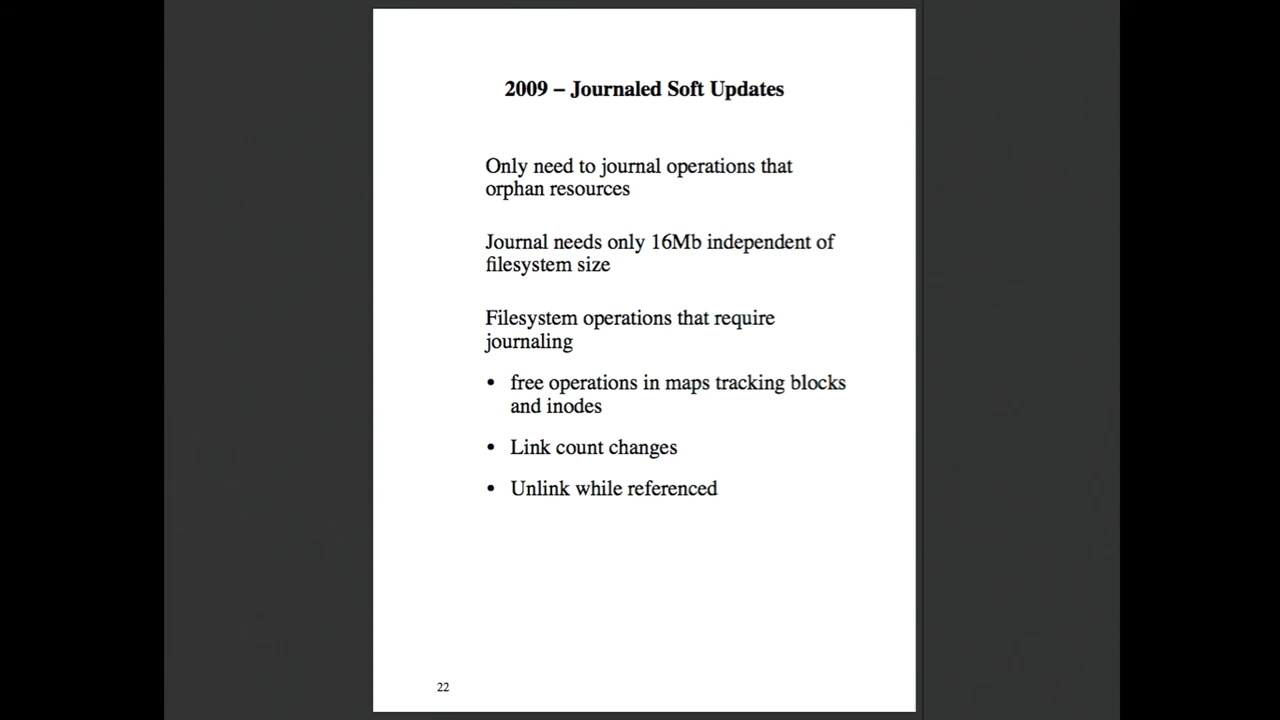 2009 – Journaled Soft Updates
Only need to journal operations that
orphan resources
Journal needs only 16Mb independent of
filesystem size
Filesystem operations that require
journaling
• free operations in maps tracking blocks
and inodes
• Link count changes
• Unlink while referenced
22